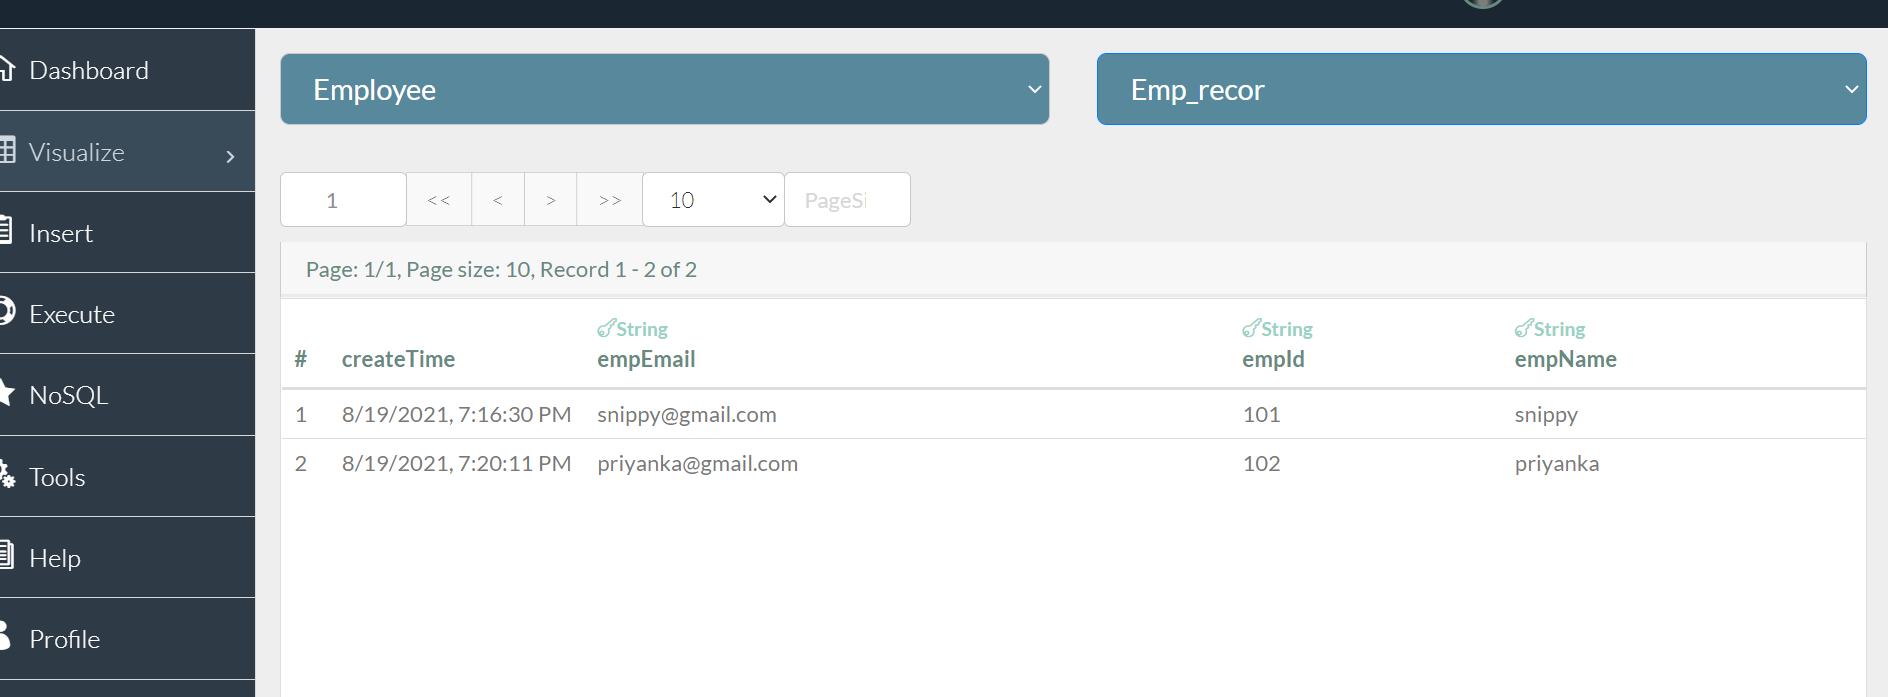 Dashboard
Visualize
Insert
Execute
NoSQL
Tools
Help
Profile
Employee
Emp_recor
1 << < > >> 10 PageSi
Page: 1/1, Page size: 10, Record 1 - 2 of 2
String String String
# createTime empEmail empId empName
1 8/19/2021, 7:16:30 PM snippy@gmail.com 101 snippy
2 8/19/2021, 7:20:11 PM priyanka@gmail.com 102 priyanka